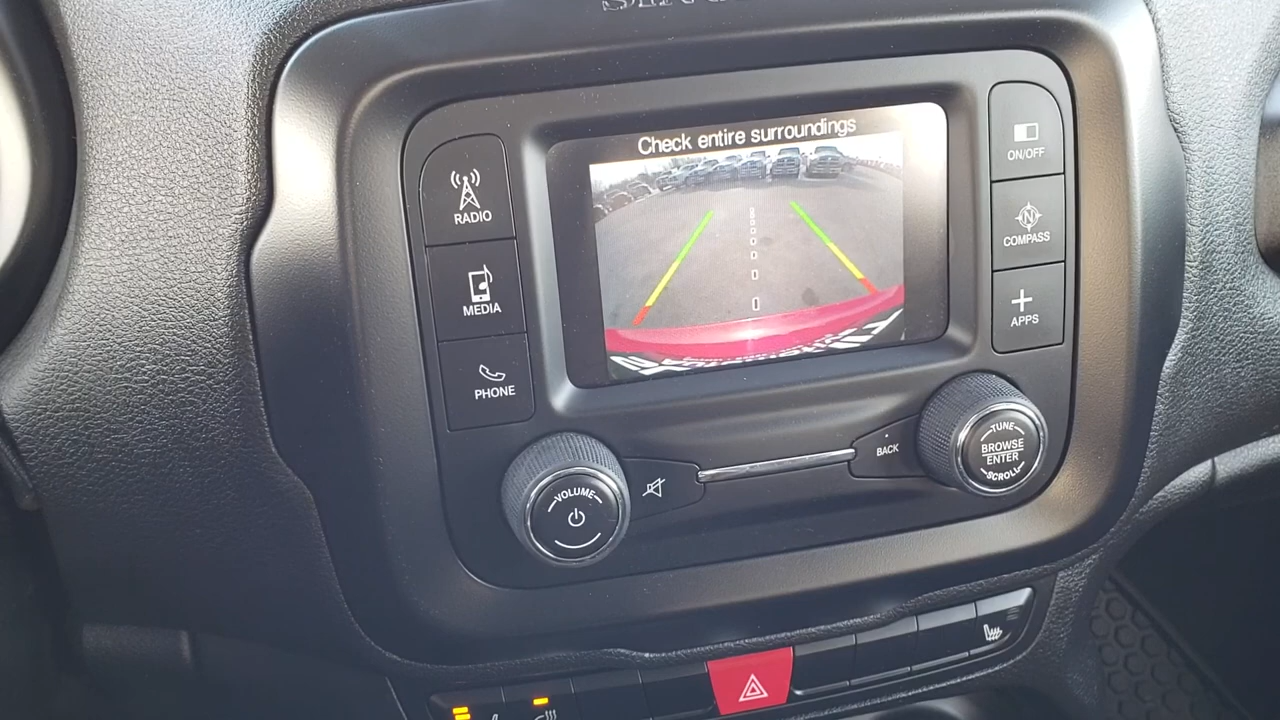 Check entire surroundings
RADIO
MEDIA
PHONE
ON/OFF
N
COMPASS
APPS
VOLUME
BACK
TUNE
BROWSE
ENTER
SCROLL